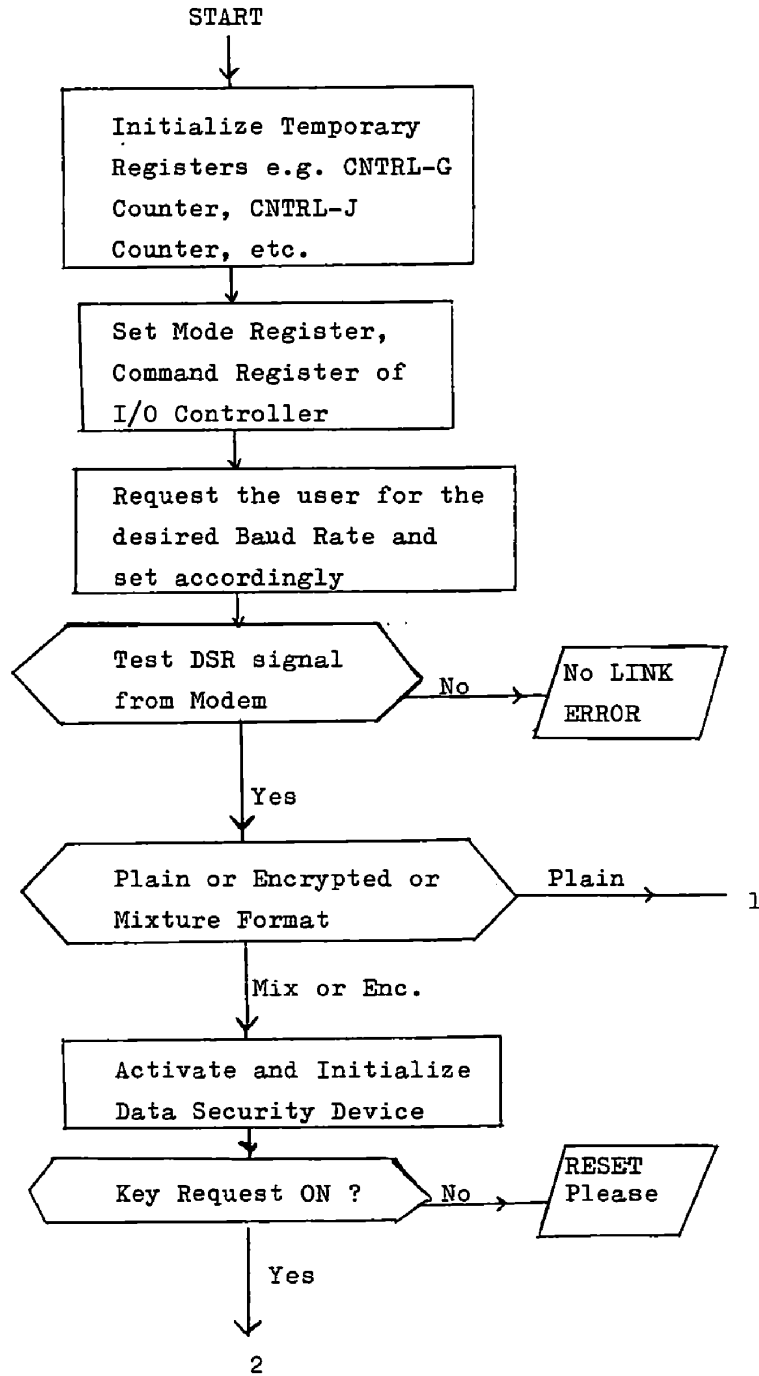 START
Initialize Temporary
Registers e.g. CNTRL-G
Counter, CNTRL-J
Counter, etc.
Set Mode Register,
Command Register of
I/O Controller
Request the user for the
desired Baud Rate and
set accordingly
Test DSR signal
from Modem
No
No LINK
ERROR
Yes
Plain or Encrypted or
Mixture Format
Plain
1
Mix or Enc.
Activate and Initialize
Data Security Device
Key Request ON ?
No
RESET
Please
Yes
2